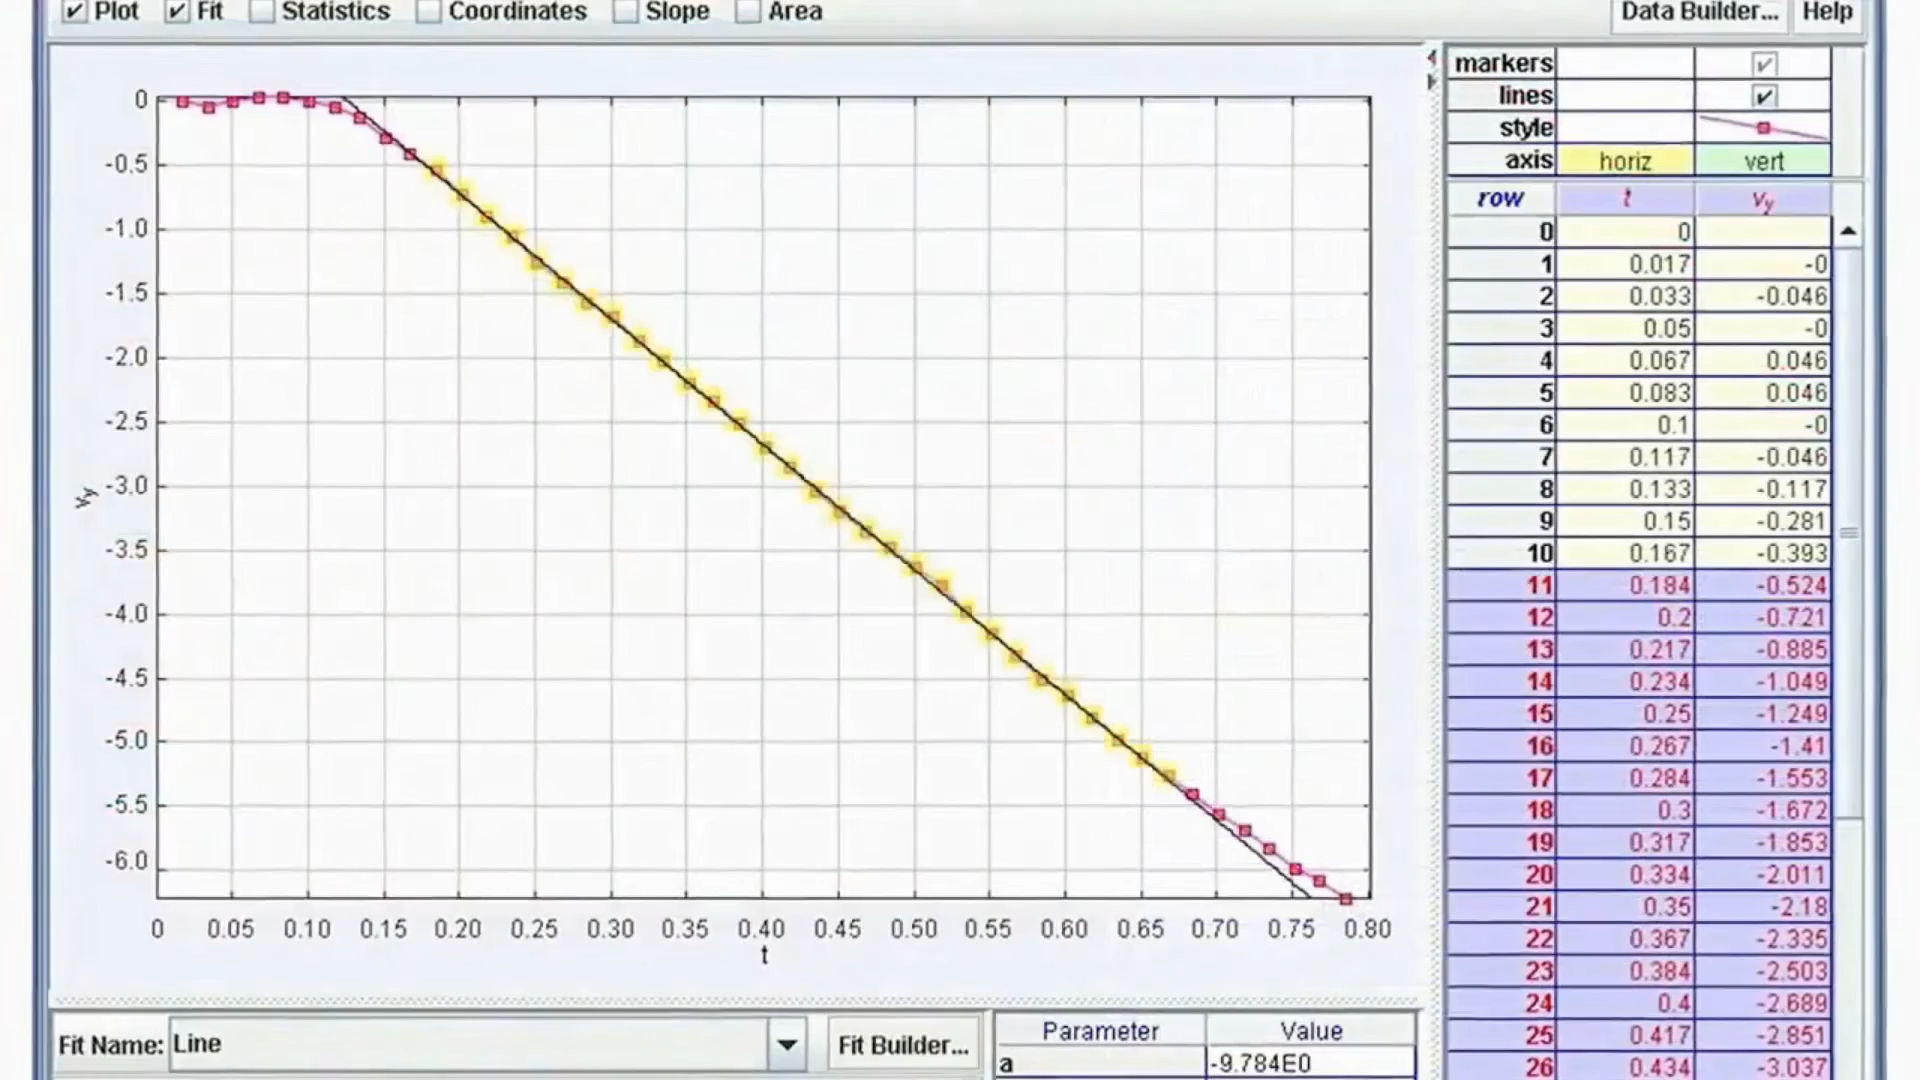 Plot Fit Statistics Coordinates Slope Area Data Builder... Help
0
-0.5
-1.0
-1.5
-2.0
-2.5
-3.0
-3.5
-4.0
-4.5
-5.0
-5.5
-6.0
vy
0 0.05 0.10 0.15 0.20 0.25 0.30 0.35 0.40 0.45 0.50 0.55 0.60 0.65 0.70 0.75 0.80
t
markers
lines
style
axis horiz vert
row t vy
0 0
1 0.017 -0
2 0.033 -0.046
3 0.05 -0
4 0.067 0.046
5 0.083 0.046
6 0.1 -0
7 0.117 -0.046
8 0.133 -0.117
9 0.15 -0.281
10 0.167 -0.393
11 0.184 -0.524
12 0.2 -0.721
13 0.217 -0.885
14 0.234 -1.049
15 0.25 -1.249
16 0.267 -1.41
17 0.284 -1.553
18 0.3 -1.672
19 0.317 -1.853
20 0.334 -2.011
21 0.35 -2.18
22 0.367 -2.335
23 0.384 -2.503
24 0.4 -2.689
25 0.417 -2.851
26 0.434 -3.037
Fit Name: Line Fit Builder...
Parameter Value
a -9.784E0